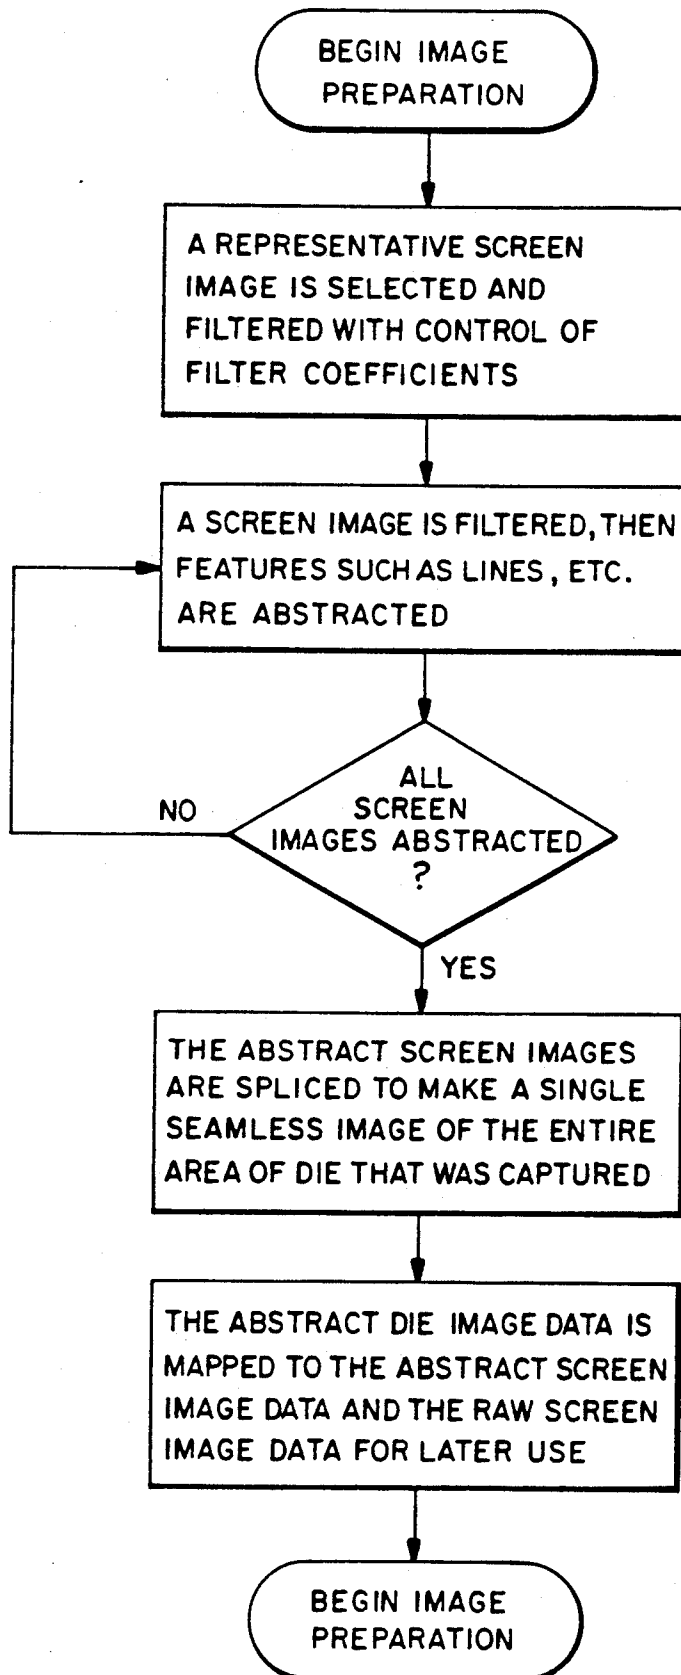 BEGIN IMAGE
PREPARATION
A REPRESENTATIVE SCREEN
IMAGE IS SELECTED AND
FILTERED WITH CONTROL OF
FILTER COEFFICIENTS
A SCREEN IMAGE IS FILTERED, THEN
FEATURES SUCH AS LINES, ETC.
ARE ABSTRACTED
ALL
SCREEN
IMAGES ABSTRACTED
?
NO
YES
THE ABSTRACT SCREEN IMAGES
ARE SPLICED TO MAKE A SINGLE
SEAMLESS IMAGE OF THE ENTIRE
AREA OF DIE THAT WAS CAPTURED
THE ABSTRACT DIE IMAGE DATA IS
MAPPED TO THE ABSTRACT SCREEN
IMAGE DATA AND THE RAW SCREEN
IMAGE DATA FOR LATER USE
BEGIN IMAGE
PREPARATION